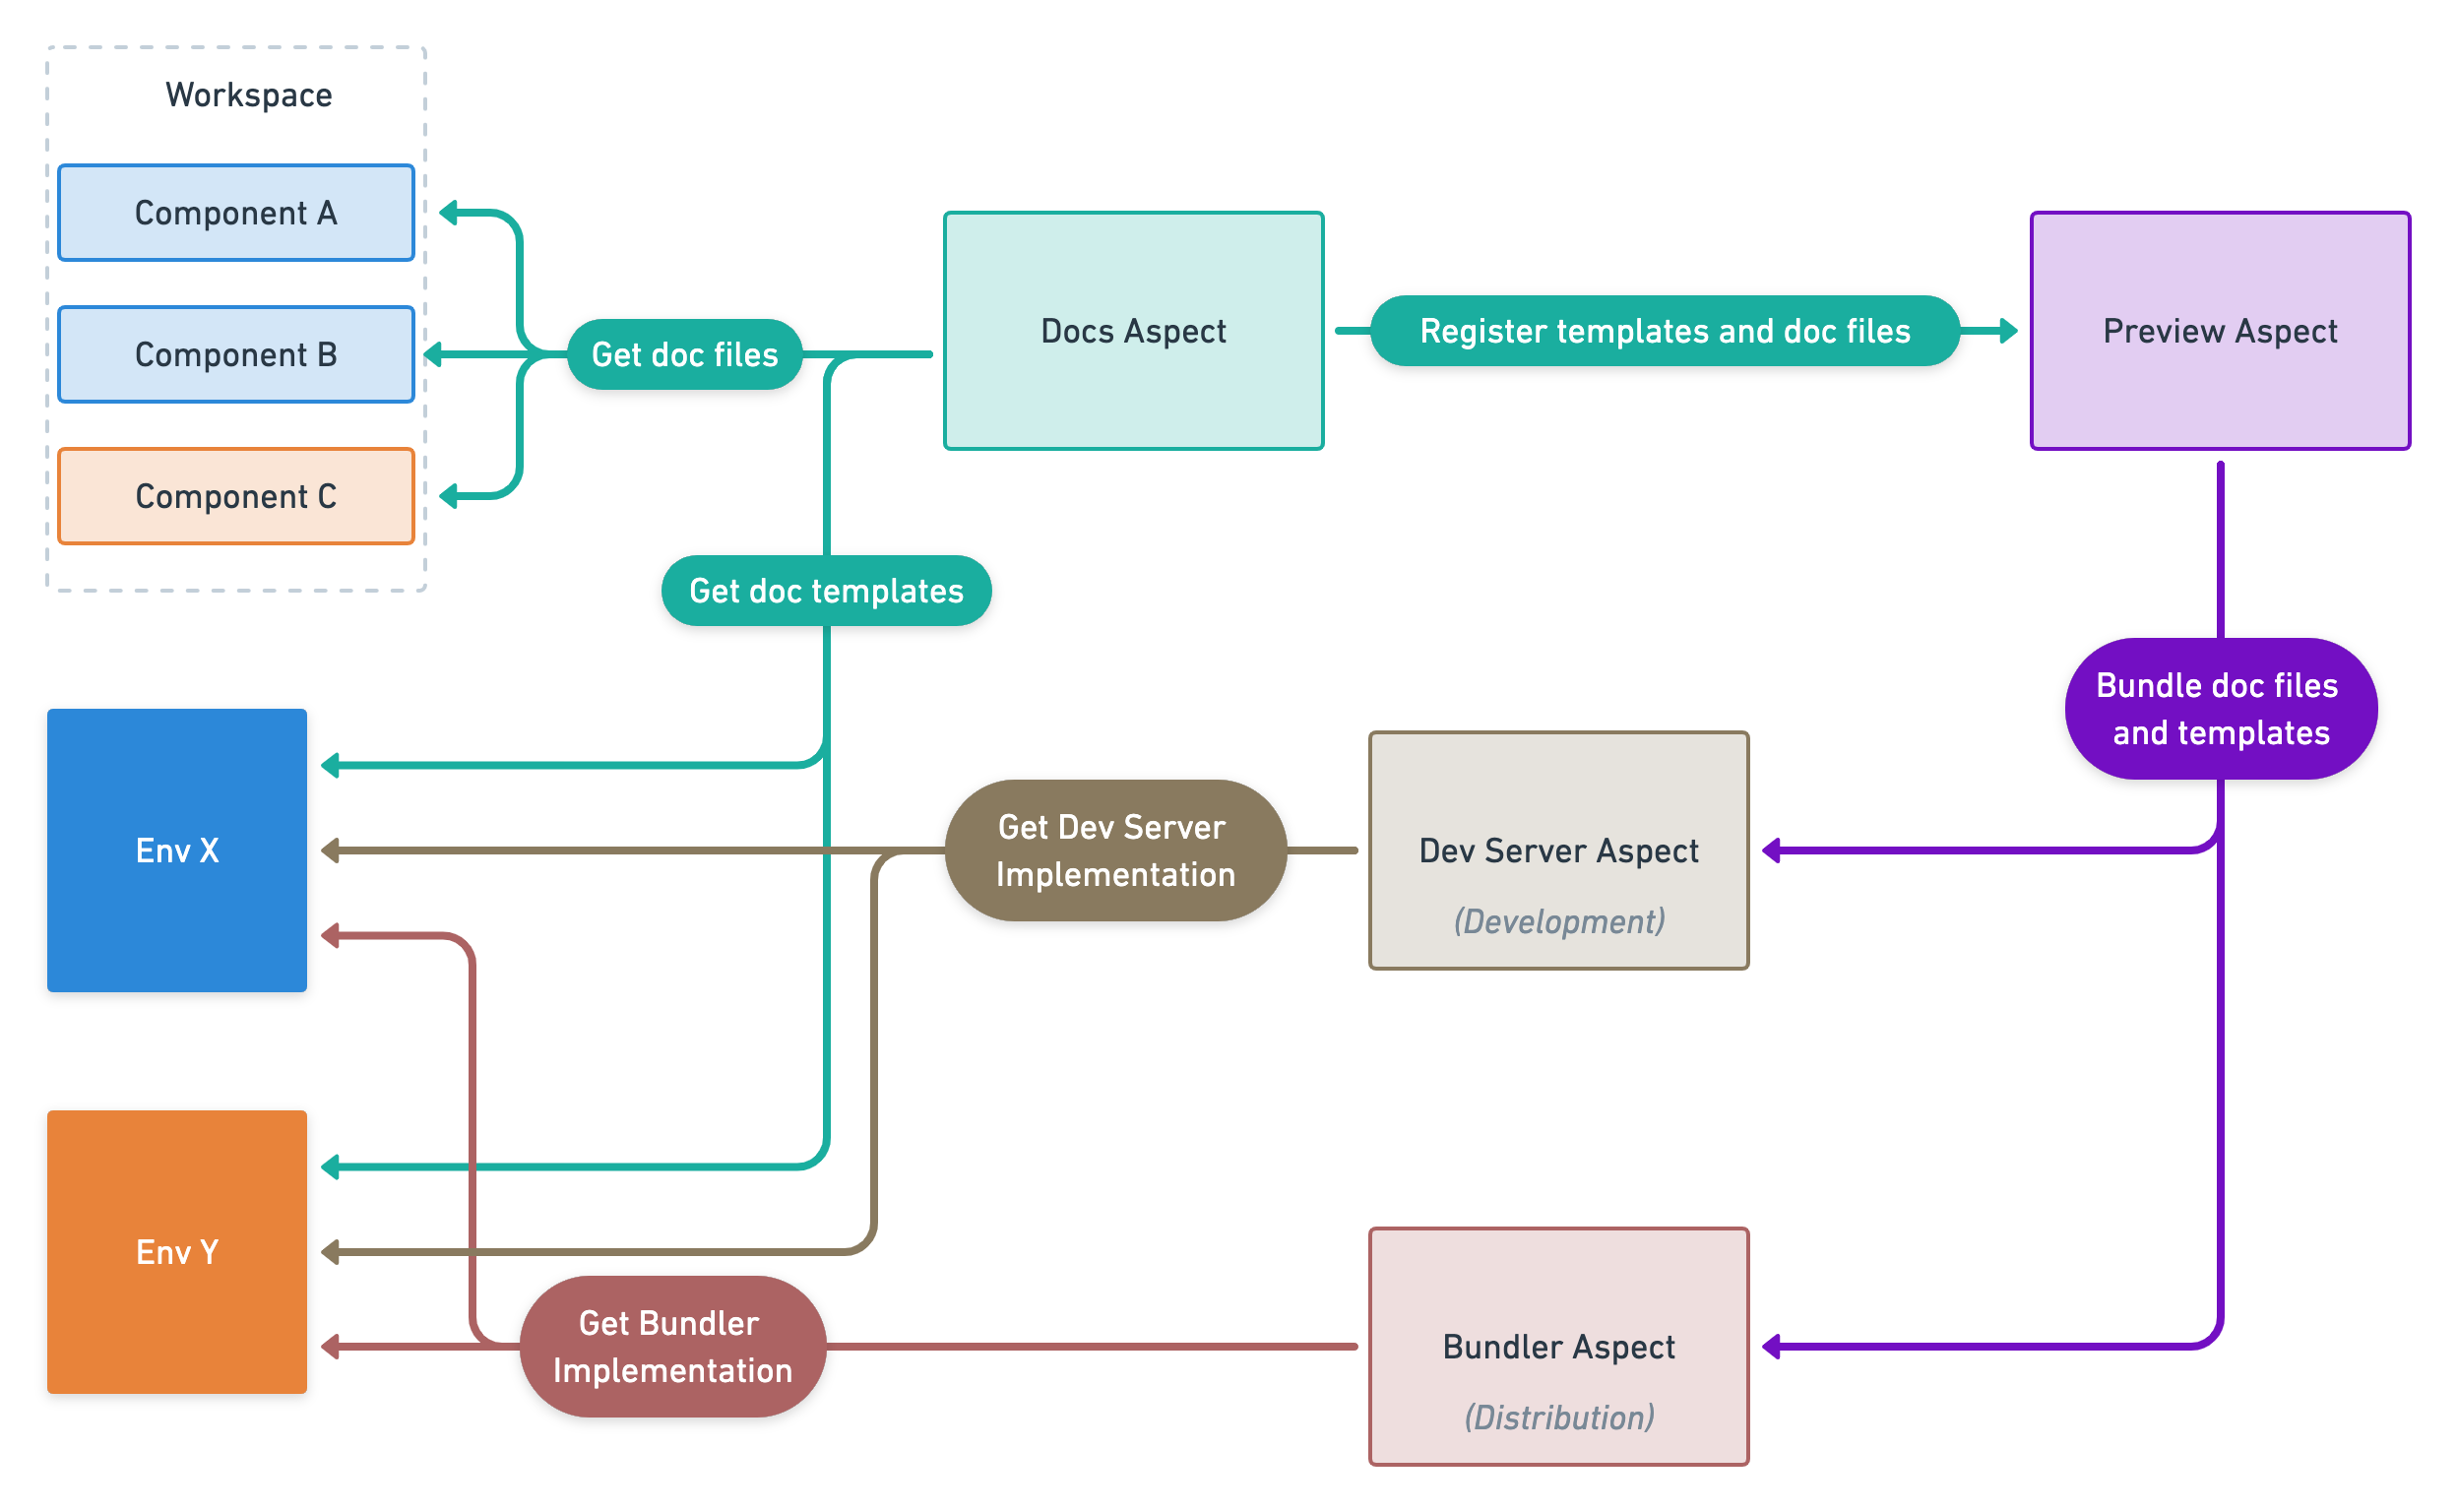 Workspace
Component A
Component B
Component C
Get doc files
Docs Aspect
Register templates and doc files
Preview Aspect
Get doc templates
Bundle doc files
and templates
Env X
Get Dev Server
Implementation
Dev Server Aspect
(Development)
Env Y
Get Bundler
Implementation
Bundler Aspect
(Distribution)